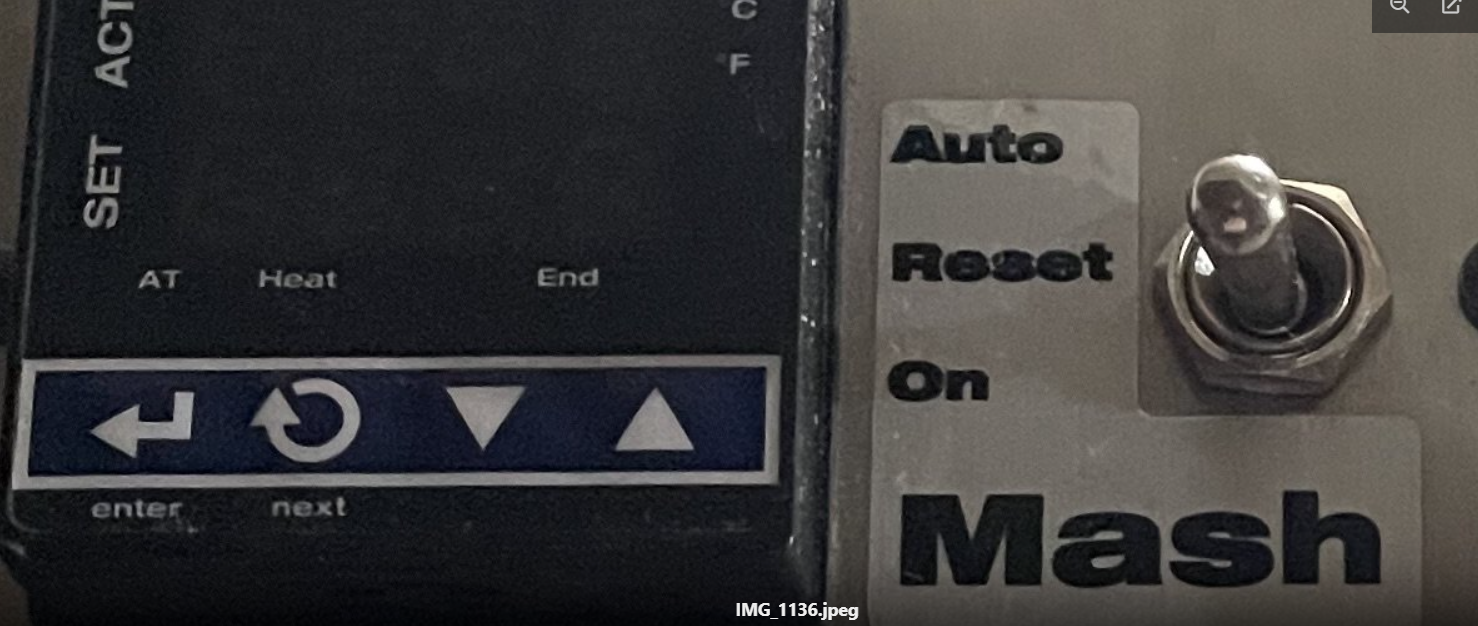 ACT
C
F
SET
AT Heat End
enter next
Auto
Reset
On
Mash
IMG_1136.jpeg